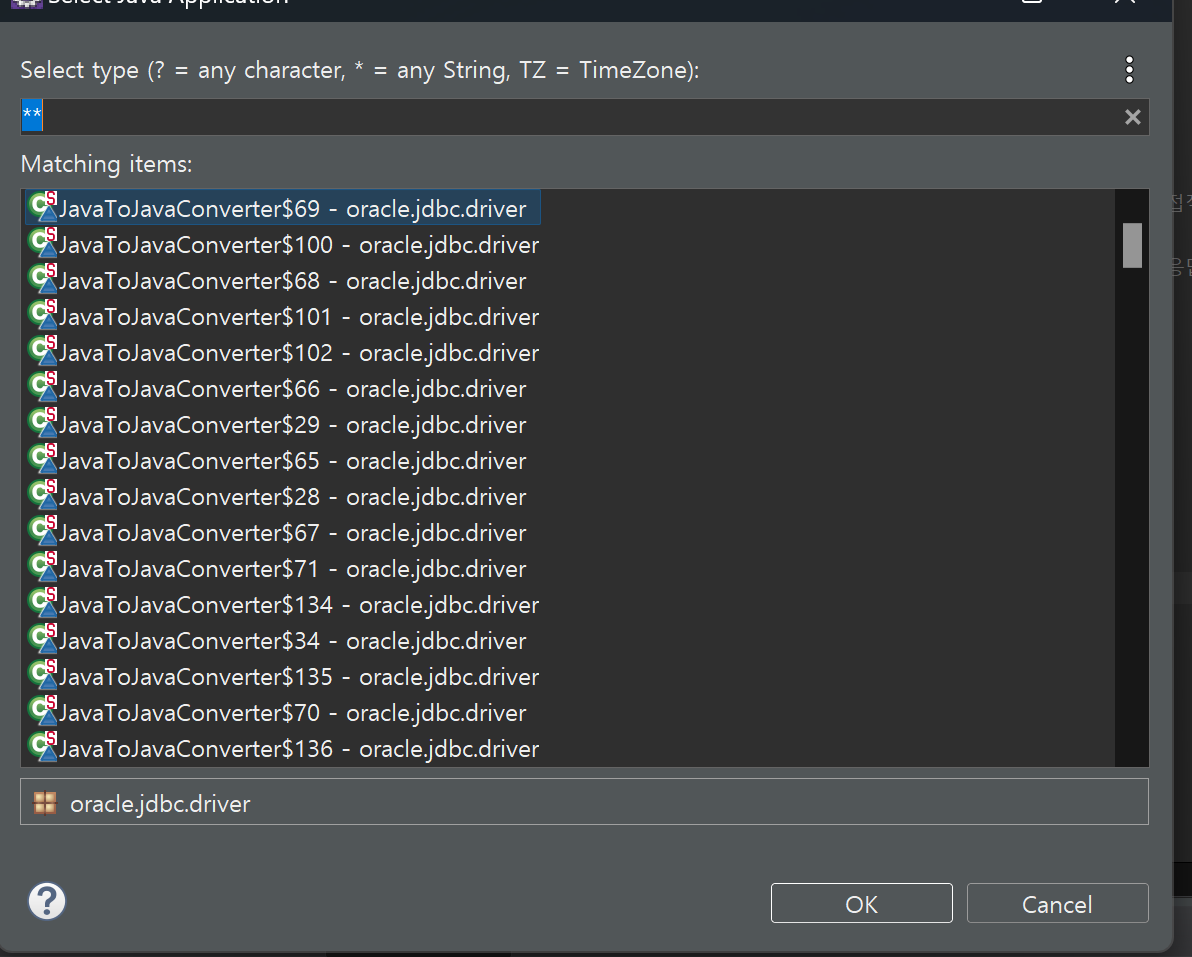 Select Java Application
Select type (? = any character, * = any String, TZ = TimeZone):
**
Matching items:
JavaToJavaConverter$69 - oracle.jdbc.driver
JavaToJavaConverter$100 - oracle.jdbc.driver
JavaToJavaConverter$68 - oracle.jdbc.driver
JavaToJavaConverter$101 - oracle.jdbc.driver
JavaToJavaConverter$102 - oracle.jdbc.driver
JavaToJavaConverter$66 - oracle.jdbc.driver
JavaToJavaConverter$29 - oracle.jdbc.driver
JavaToJavaConverter$65 - oracle.jdbc.driver
JavaToJavaConverter$28 - oracle.jdbc.driver
JavaToJavaConverter$67 - oracle.jdbc.driver
JavaToJavaConverter$71 - oracle.jdbc.driver
JavaToJavaConverter$134 - oracle.jdbc.driver
JavaToJavaConverter$34 - oracle.jdbc.driver
JavaToJavaConverter$135 - oracle.jdbc.driver
JavaToJavaConverter$70 - oracle.jdbc.driver
JavaToJavaConverter$136 - oracle.jdbc.driver
oracle.jdbc.driver
OK
Cancel